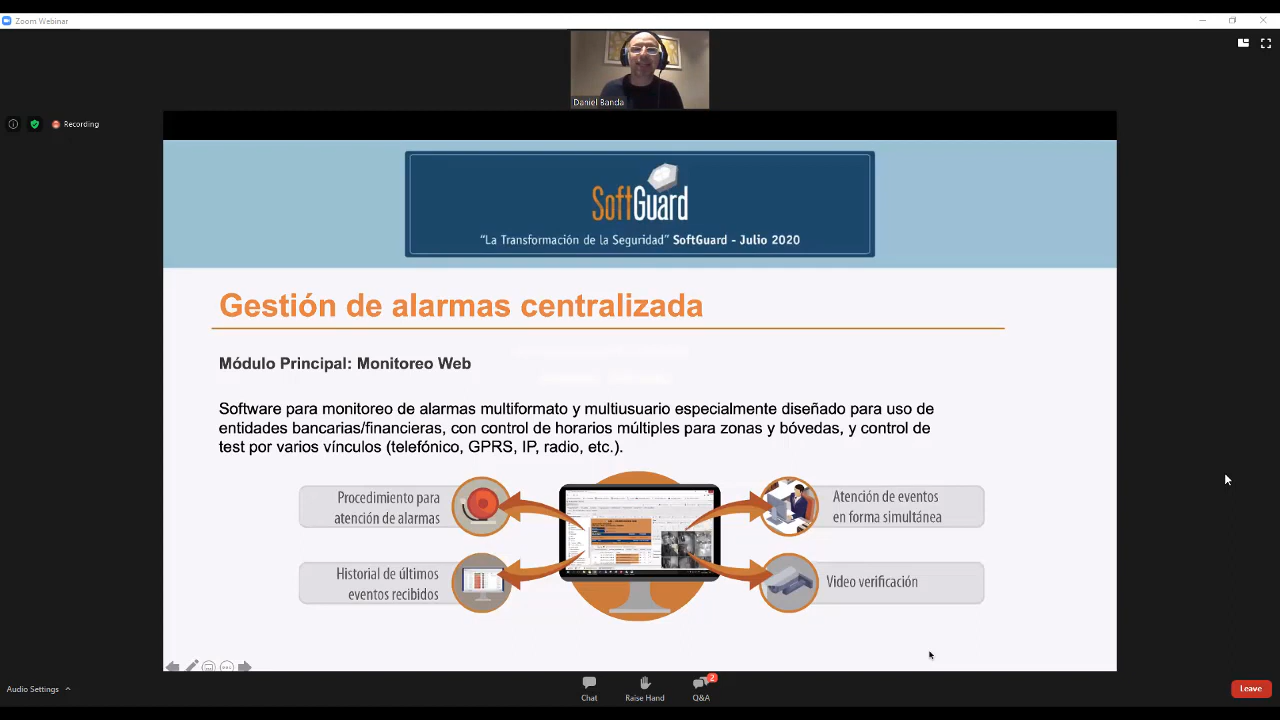 Zoom Webinar
Daniel Banda
Recording
SoftGuard
“La Transformación de la Seguridad” SoftGuard - Julio 2020
Gestión de alarmas centralizada
Módulo Principal: Monitoreo Web
Software para monitoreo de alarmas multiformato y multiusuario especialmente diseñado para uso de
entidades bancarias/financieras, con control de horarios múltiples para zonas y bóvedas, y control de
test por varios vínculos (telefónico, GPRS, IP, radio, etc.).
Procedimiento para
atención de alarmas
Historial de últimos
eventos recibidos
Atención de eventos
en forma simultánea
Video verificación
Audio Settings
Chat
Raise Hand
2
Q&A
Leave